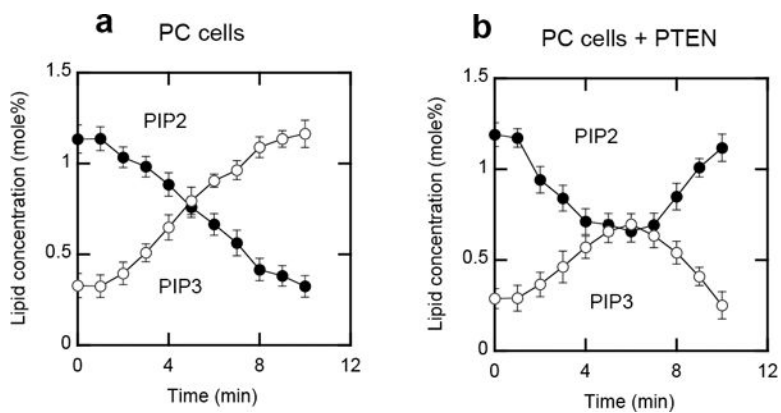 a PC cells
Lipid concentration (mole%)
1.5
1
0.5
0
PIP2
PIP3
0 4 8 12
Time (min)
b PC cells + PTEN
Lipid concentration (mole%)
1.5
1
0.5
0
PIP2
PIP3
0 4 8 12
Time (min)